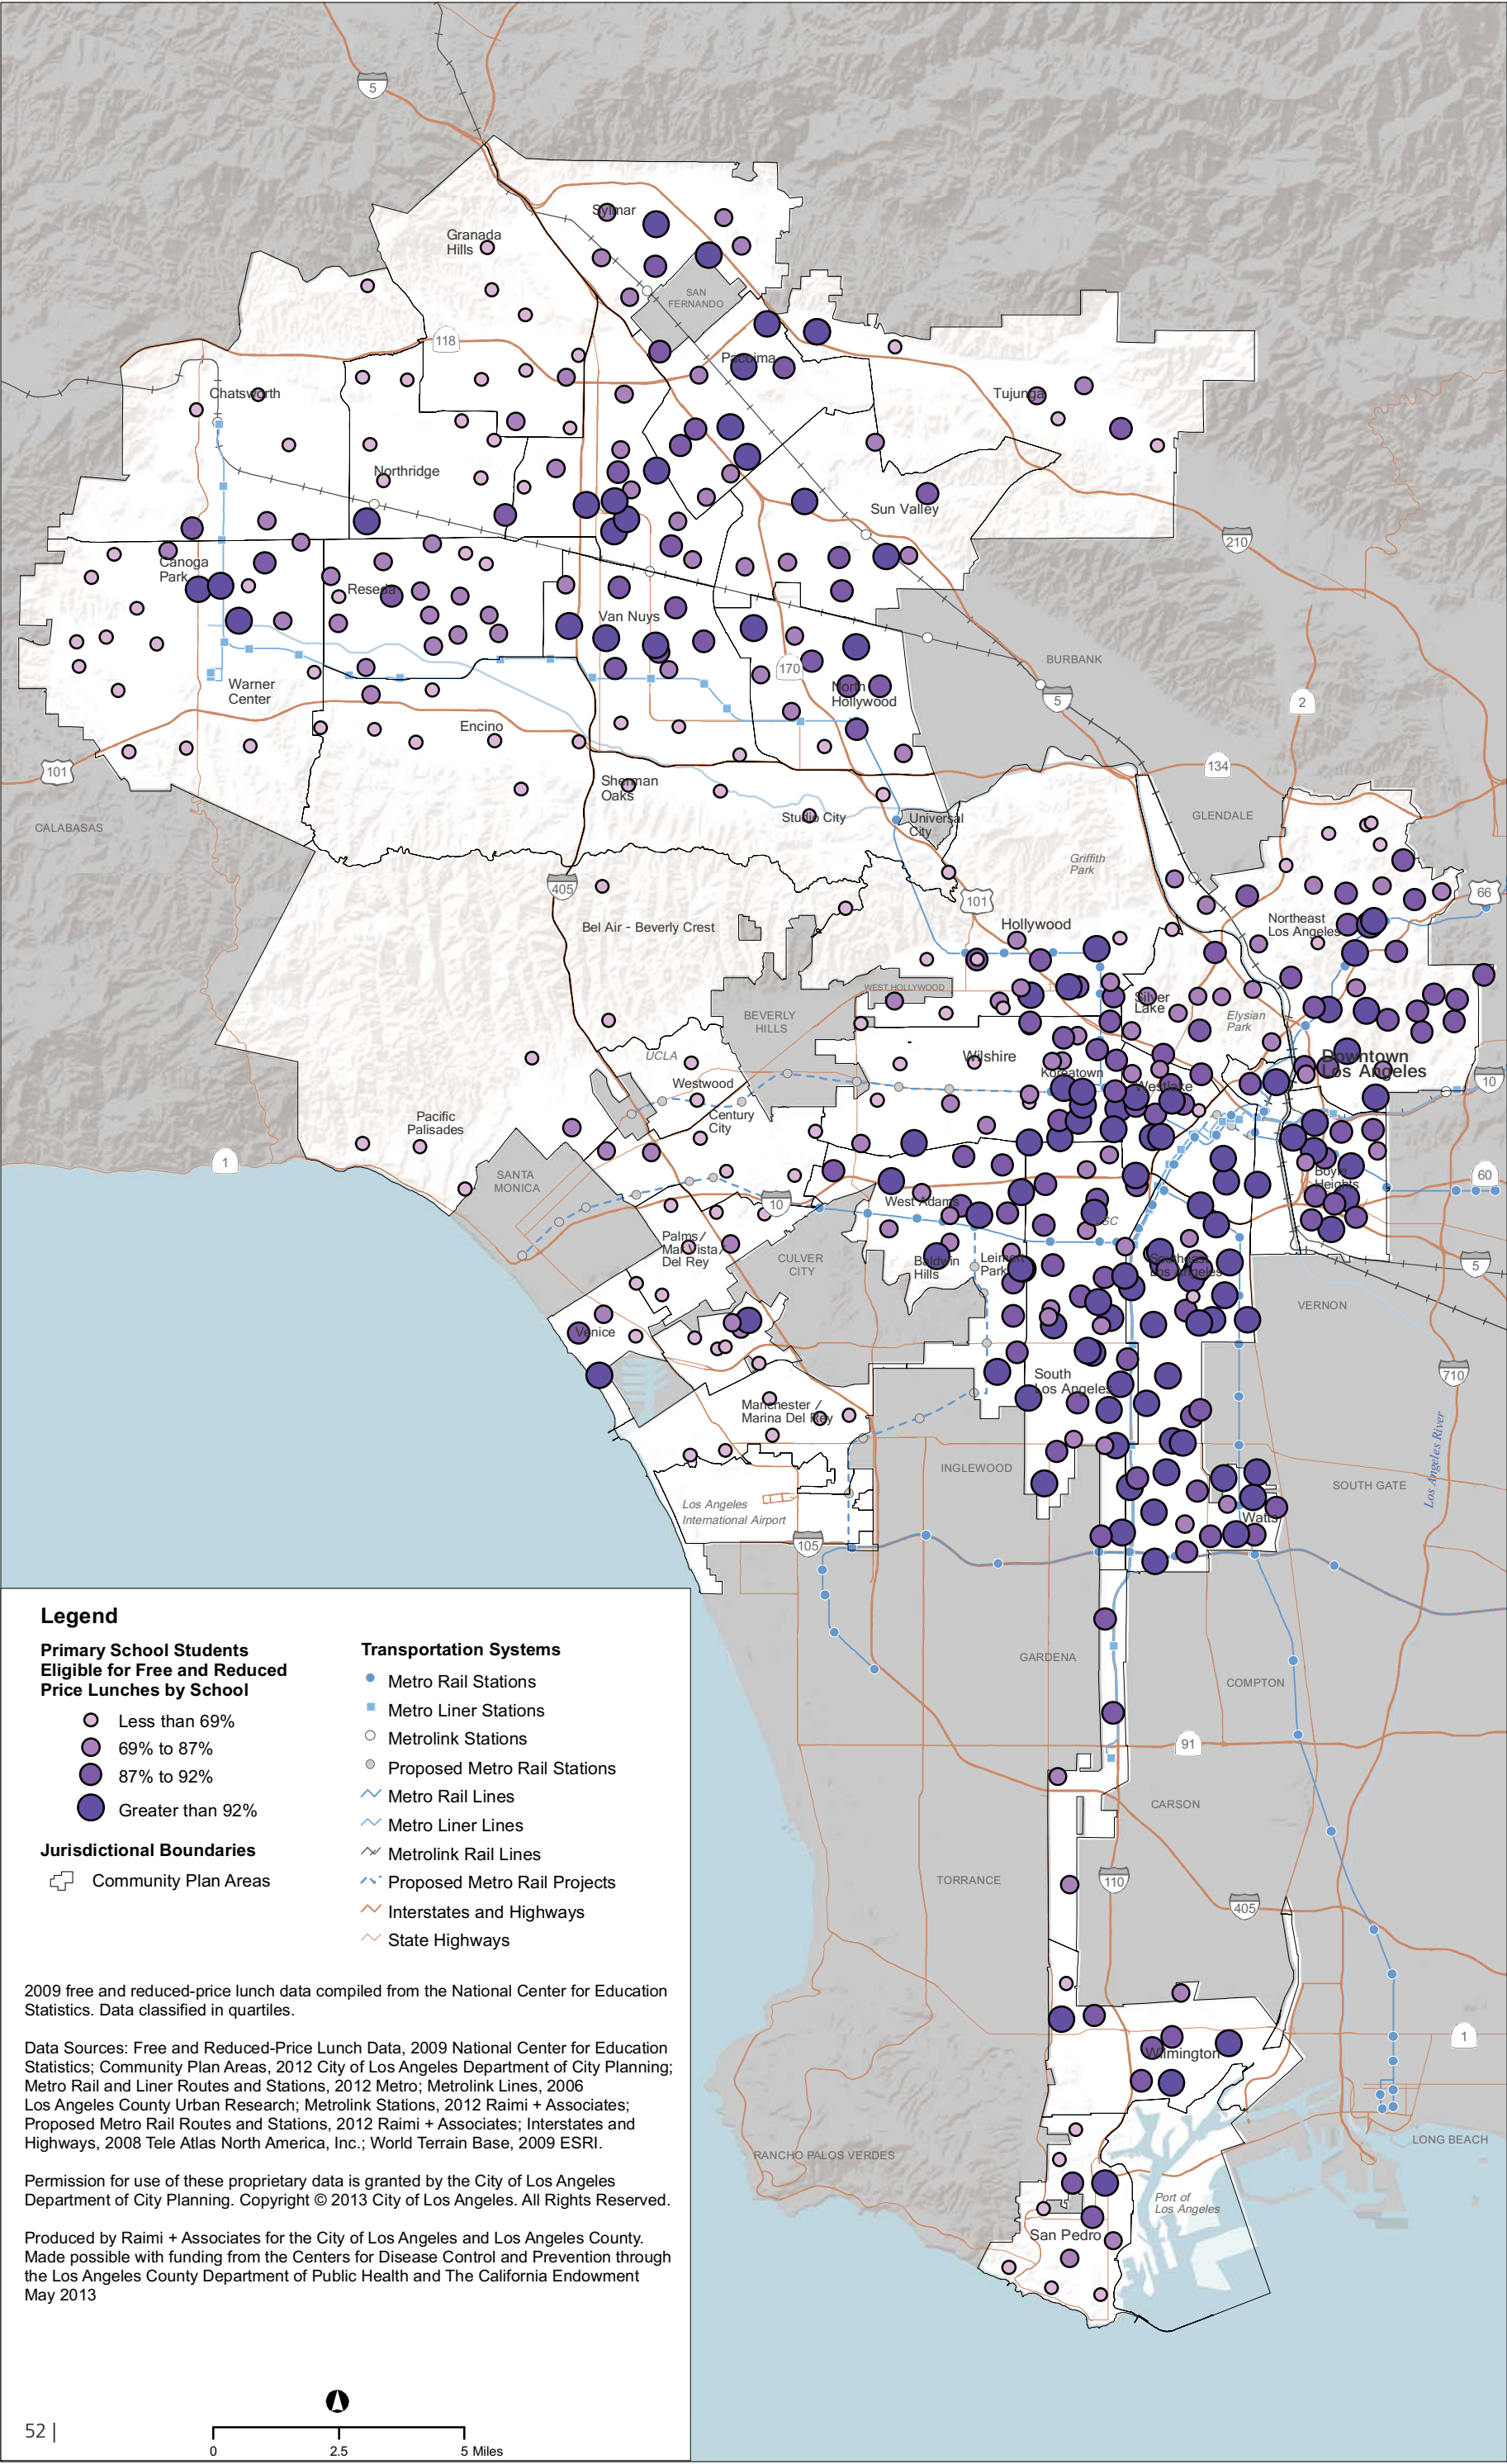 5
Sylmar
Granada
Hills
SAN
FERNANDO
118
Pacoima
Chatsworth
Tujunga
Northridge
Sun Valley
210
Canoga
Park
Reseda
Van Nuys
BURBANK
170
5
2
Warner
Center
North
Hollywood
Encino
101
134
Sherman
Oaks
Studio City
Universal
City
CALABASAS
GLENDALE
Griffith
Park
405
101
66
Bel Air - Beverly Crest
Hollywood
Northeast
Los Angeles
WEST HOLLYWOOD
BEVERLY
HILLS
Silver
Lake
Elysian
Park
UCLA
Wilshire
Koreatown
Westlake
Downtown
Los Angeles
10
Westwood
Century
City
Pacific
Palisades
1
SANTA
MONICA
10
West Adams
USC
Boyle
Heights
60
Palms/
Mar Vista/
Del Rey
CULVER
CITY
Baldwin
Hills
Leimert
Park
Southeast
Los Angeles
5
VERNON
Venice
South
Los Angeles
710
Manchester /
Marina Del Rey
INGLEWOOD
Los Angeles River
SOUTH GATE
Los Angeles
International Airport
Watts
105
GARDENA
COMPTON
91
CARSON
TORRANCE
110
405
Wilmington
1
RANCHO PALOS VERDES
LONG BEACH
Port of
Los Angeles
San Pedro
Legend
Primary School Students
Eligible for Free and Reduced
Price Lunches by School
Less than 69%
69% to 87%
87% to 92%
Greater than 92%
Jurisdictional Boundaries
Community Plan Areas
Transportation Systems
Metro Rail Stations
Metro Liner Stations
Metrolink Stations
Proposed Metro Rail Stations
Metro Rail Lines
Metro Liner Lines
Metrolink Rail Lines
Proposed Metro Rail Projects
Interstates and Highways
State Highways
2009 free and reduced-price lunch data compiled from the National Center for Education
Statistics. Data classified in quartiles.
Data Sources: Free and Reduced-Price Lunch Data, 2009 National Center for Education
Statistics; Community Plan Areas, 2012 City of Los Angeles Department of City Planning;
Metro Rail and Liner Routes and Stations, 2012 Metro; Metrolink Lines, 2006
Los Angeles County Urban Research; Metrolink Stations, 2012 Raimi + Associates;
Proposed Metro Rail Routes and Stations, 2012 Raimi + Associates; Interstates and
Highways, 2008 Tele Atlas North America, Inc.; World Terrain Base, 2009 ESRI.
Permission for use of these proprietary data is granted by the City of Los Angeles
Department of City Planning. Copyright © 2013 City of Los Angeles. All Rights Reserved.
Produced by Raimi + Associates for the City of Los Angeles and Los Angeles County.
Made possible with funding from the Centers for Disease Control and Prevention through
the Los Angeles County Department of Public Health and The California Endowment
May 2013
52 |
0 2.5 5 Miles